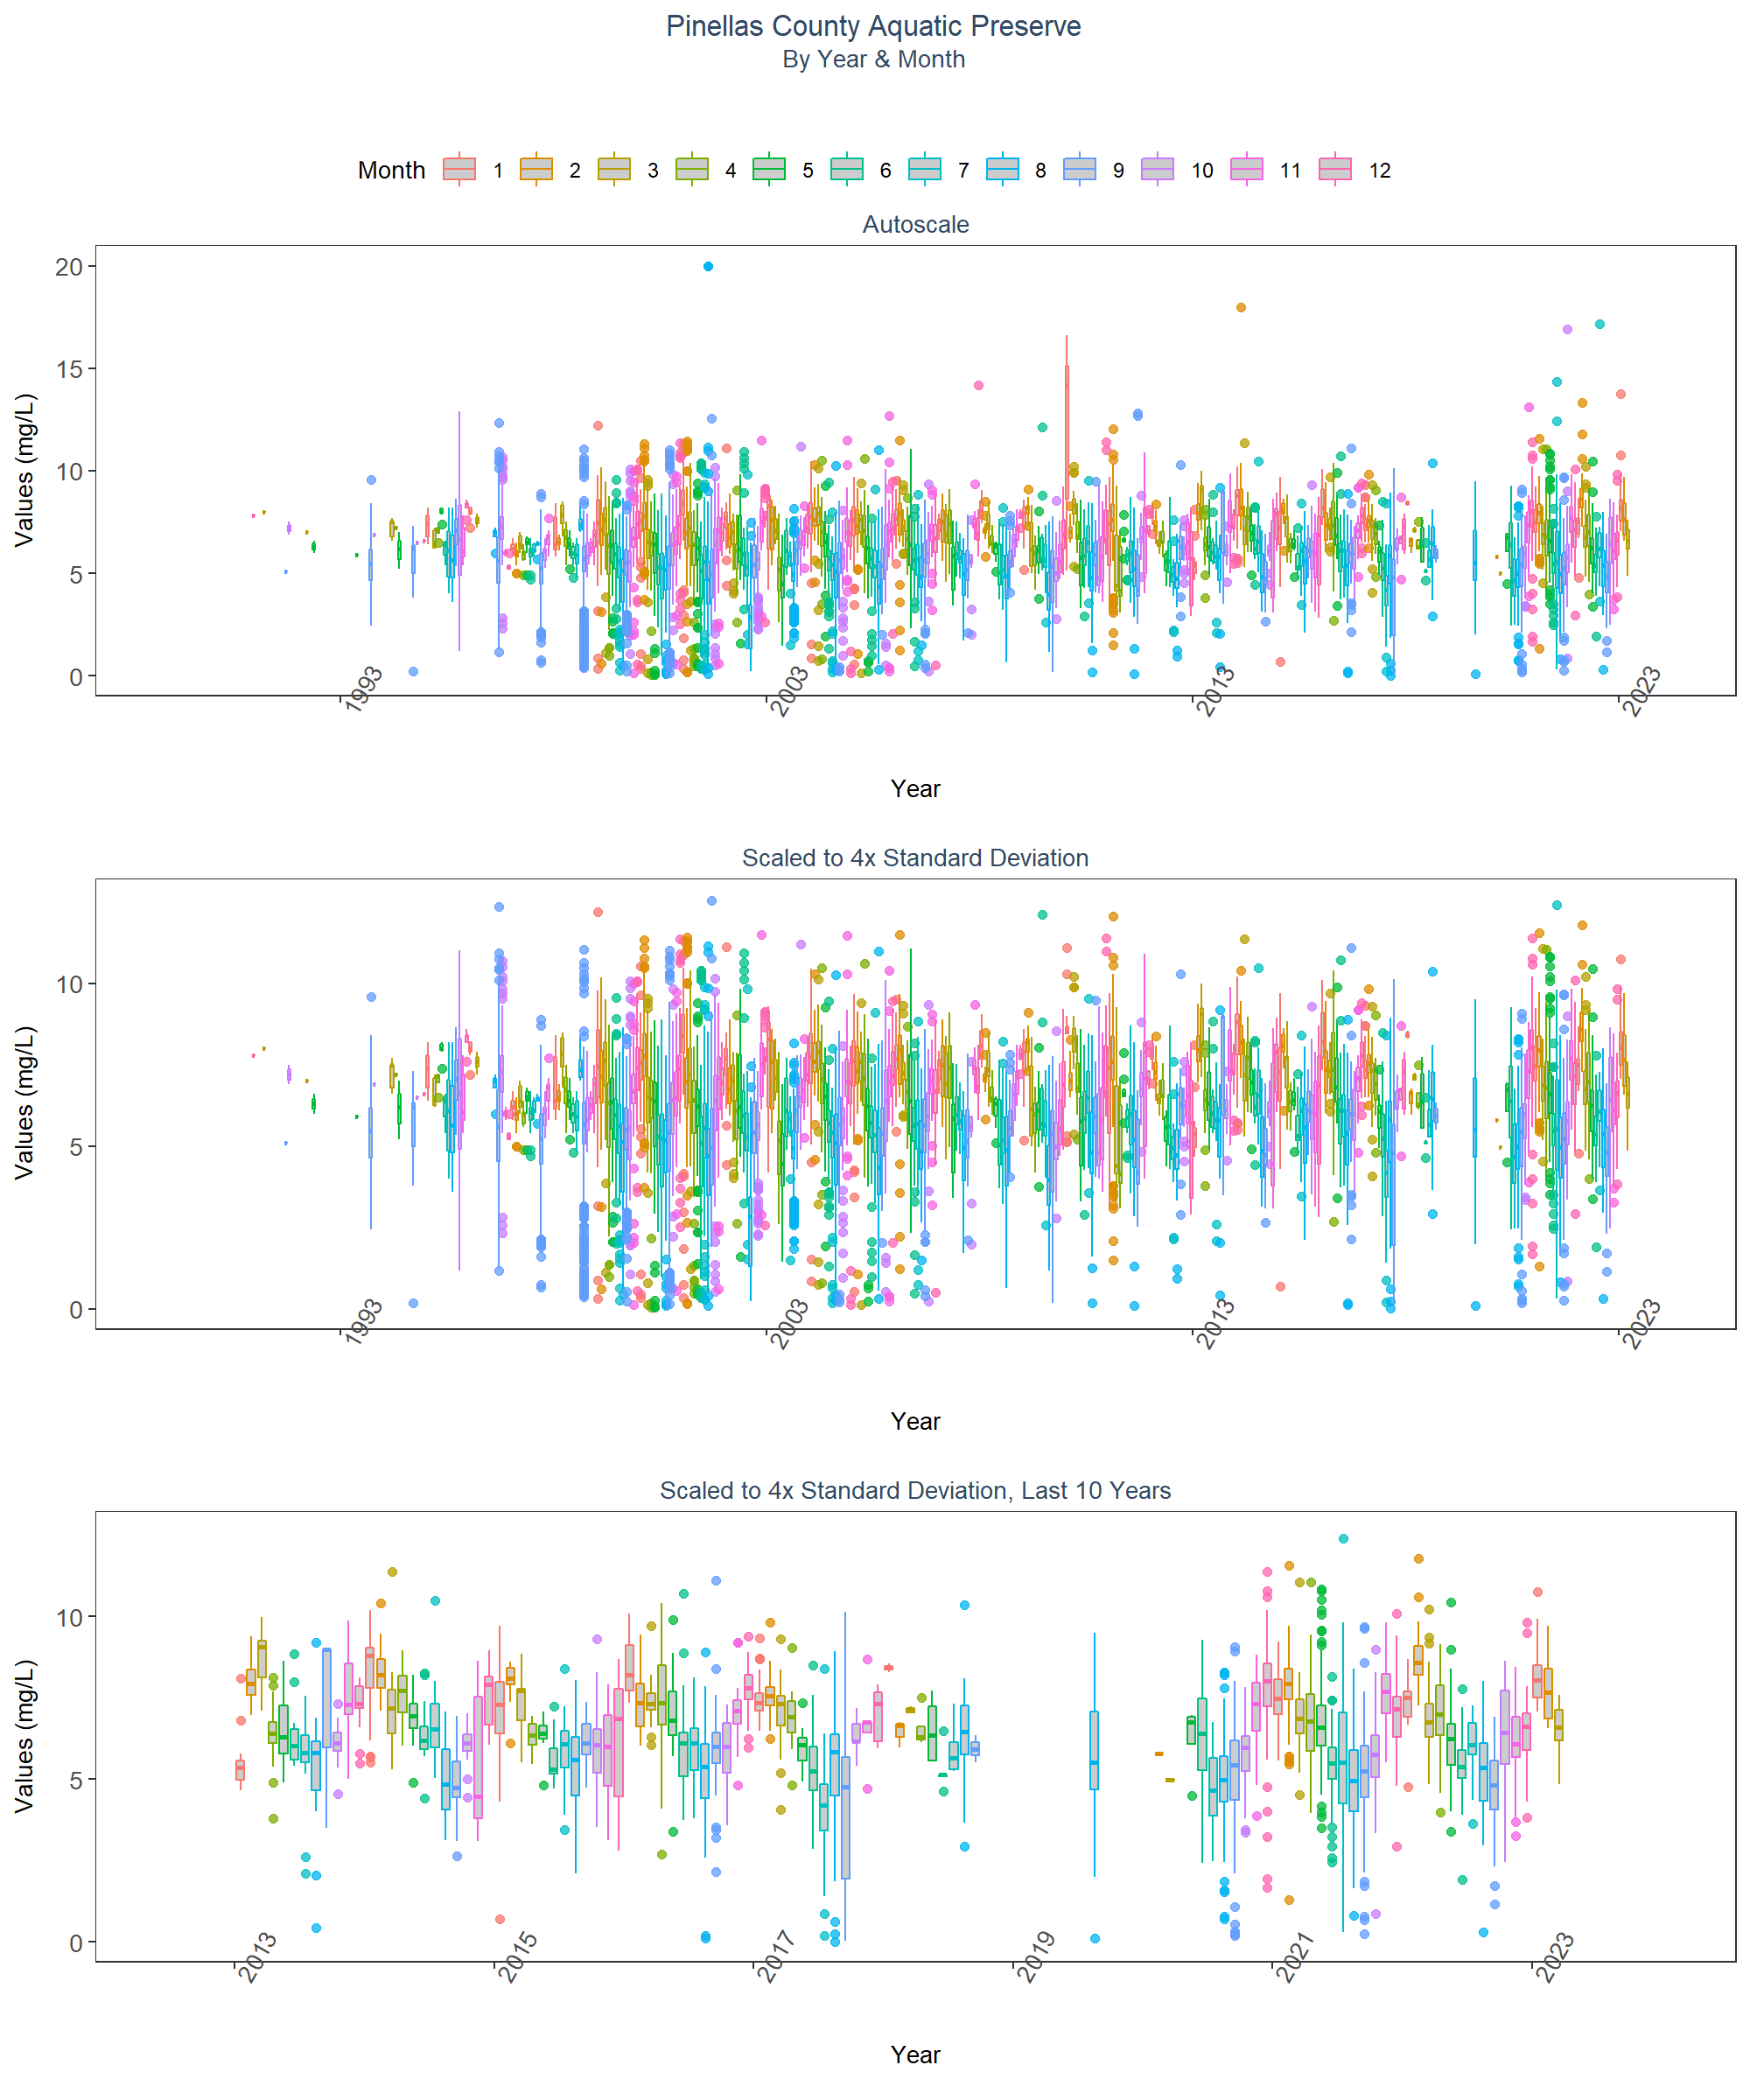 Pinellas County Aquatic Preserve
By Year & Month
Month 1 2 3 4 5 6 7 8 9 10 11 12
Autoscale
Values (mg/L)
20
15
10
5
0
1993 2003 2013 2023
Year
Scaled to 4x Standard Deviation
Values (mg/L)
10
5
0
1993 2003 2013 2023
Year
Scaled to 4x Standard Deviation, Last 10 Years
Values (mg/L)
10
5
0
2013 2015 2017 2019 2021 2023
Year